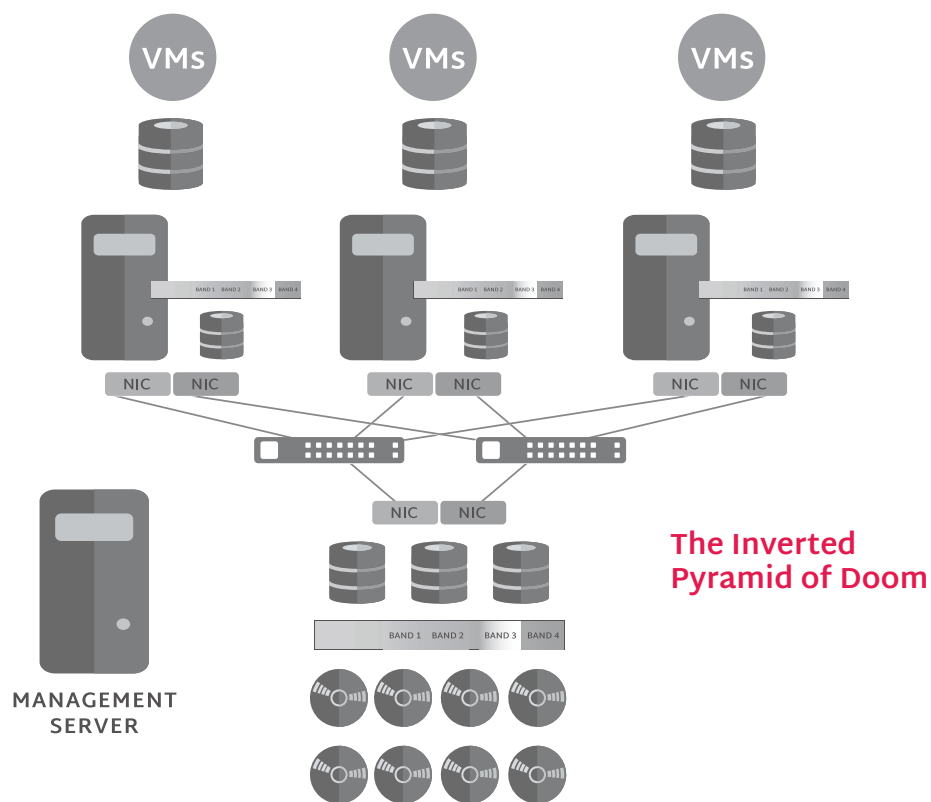 VMs
VMs
VMs
BAND 1 BAND 2 BAND 3 BAND 4
BAND 1 BAND 2 BAND 3 BAND 4
BAND 1 BAND 2 BAND 3 BAND 4
NIC NIC
NIC NIC
NIC NIC
NIC NIC
The Inverted
Pyramid of Doom
BAND 1 BAND 2 BAND 3 BAND 4
MANAGEMENT
SERVER